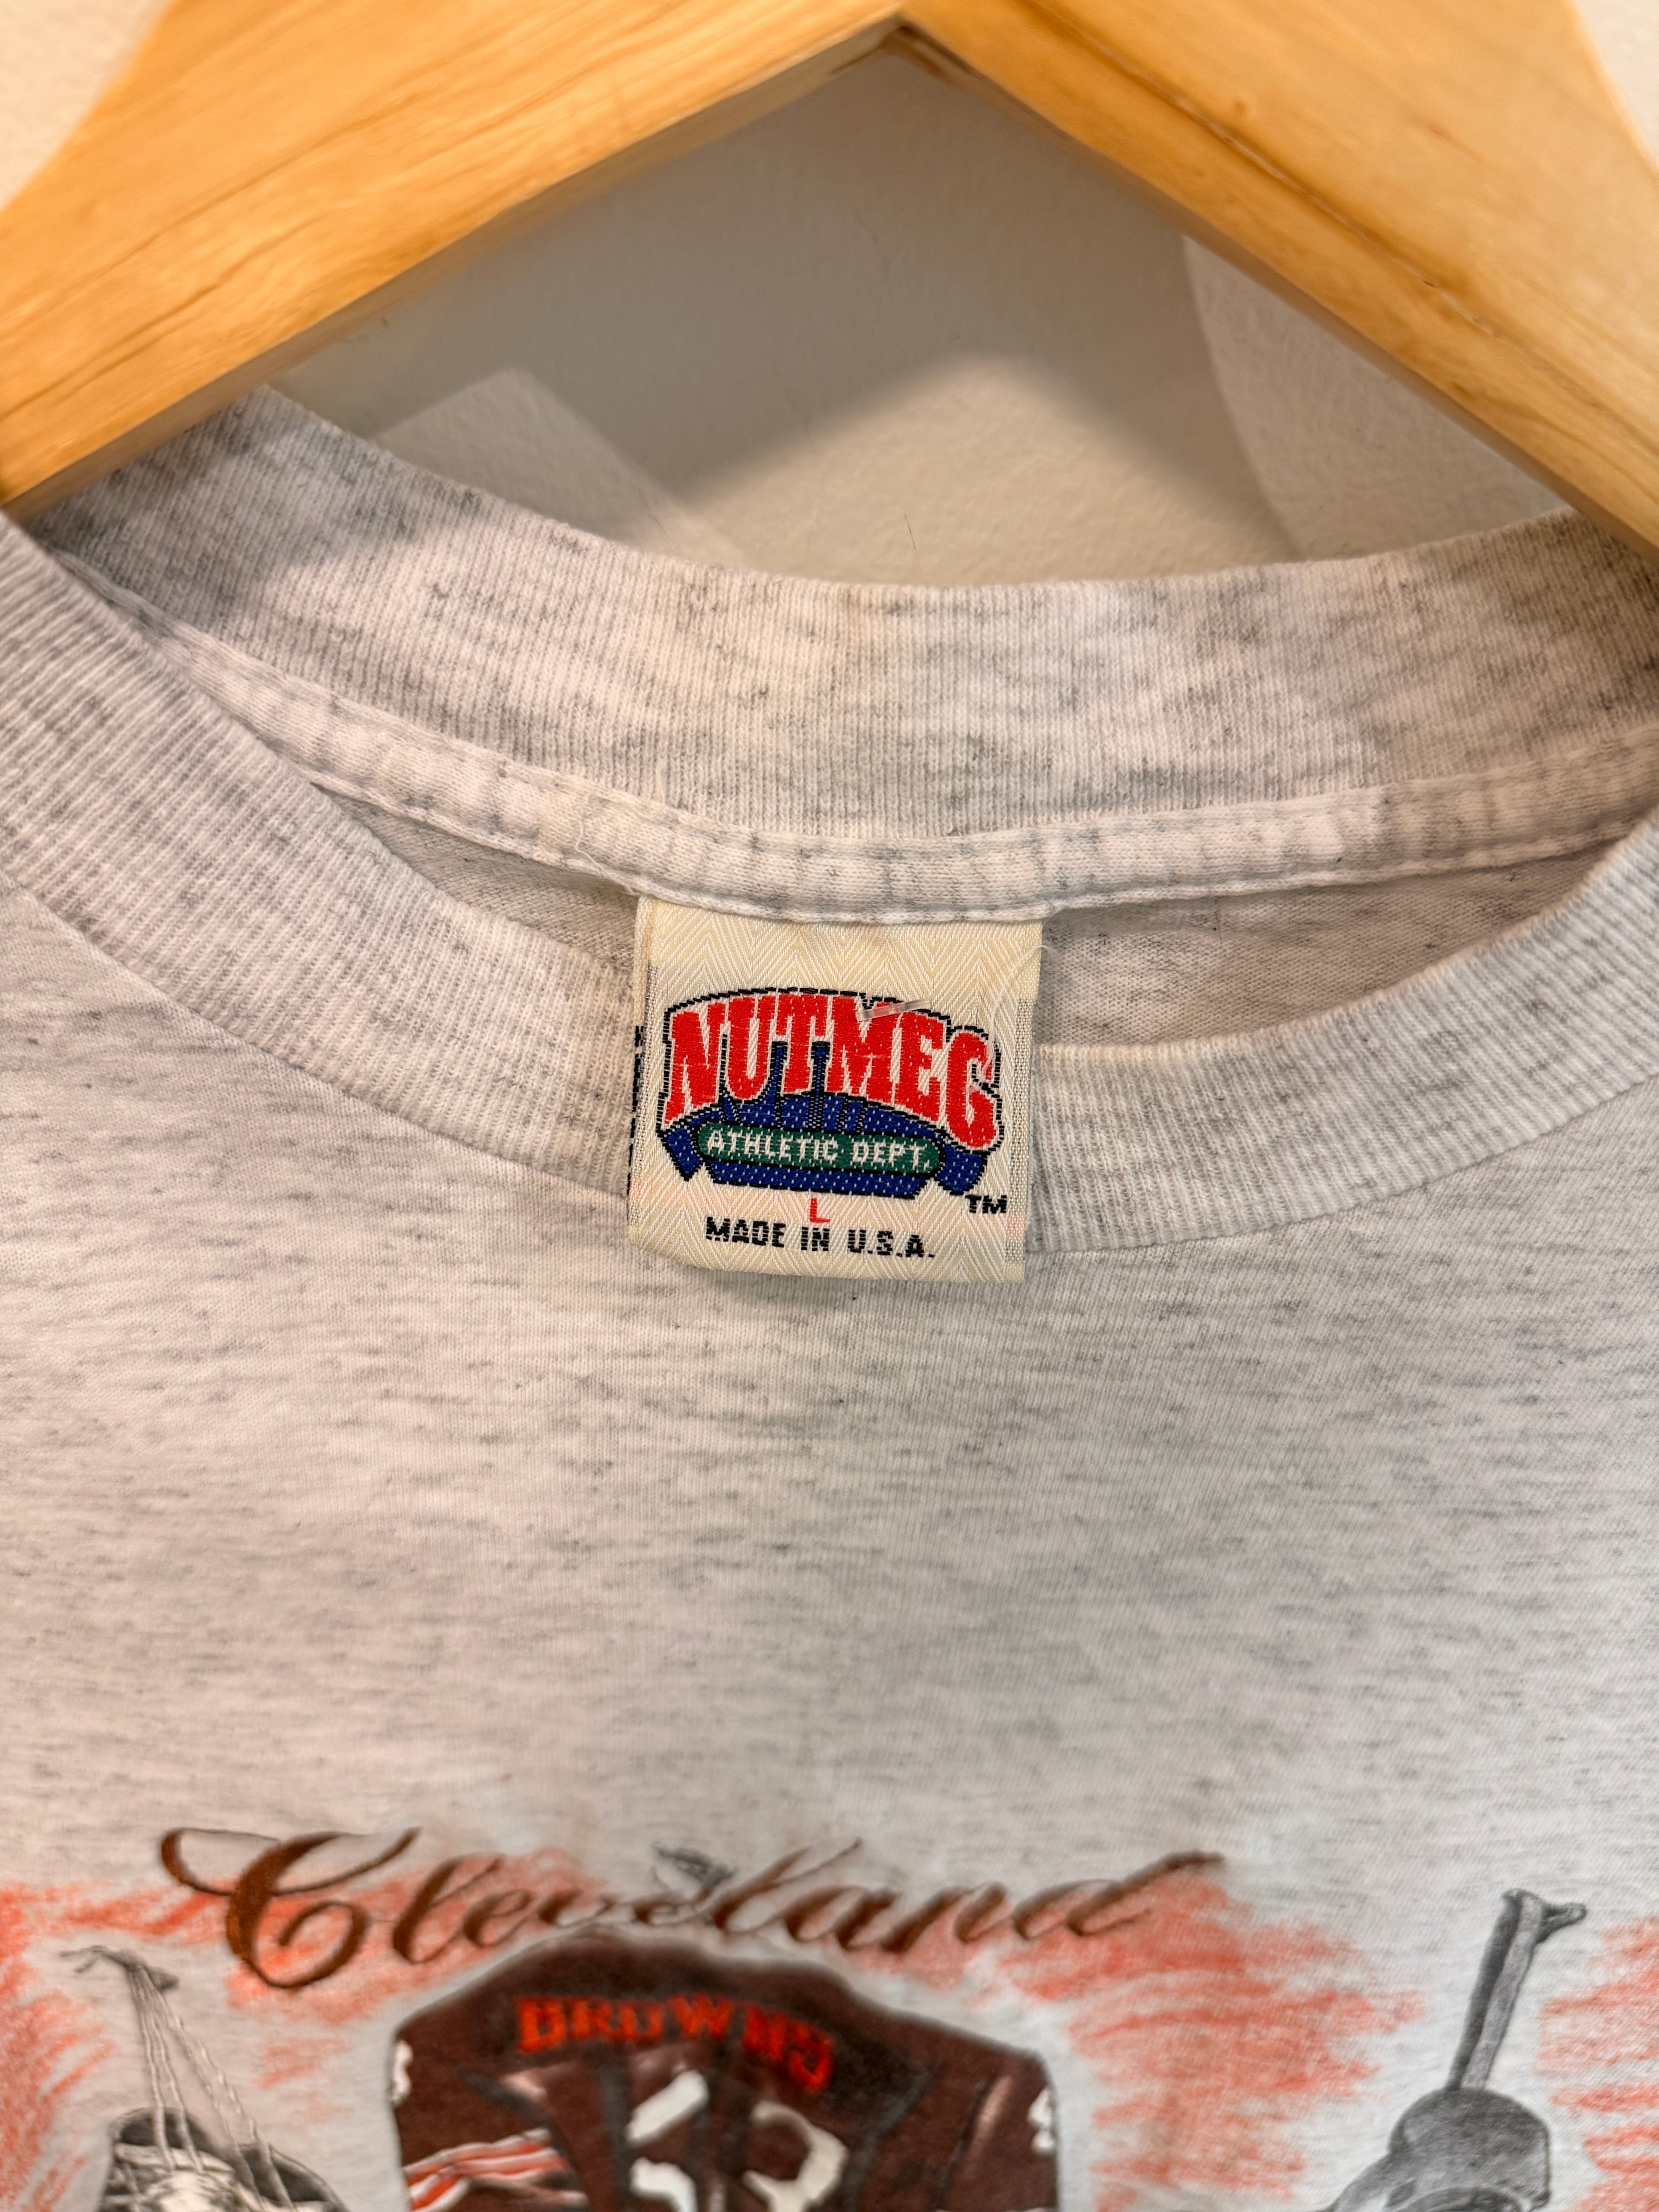 NUTMEG
ATHLETIC DEPT.
TM
L
MADE IN U.S.A.
Cleveland
BROWNS